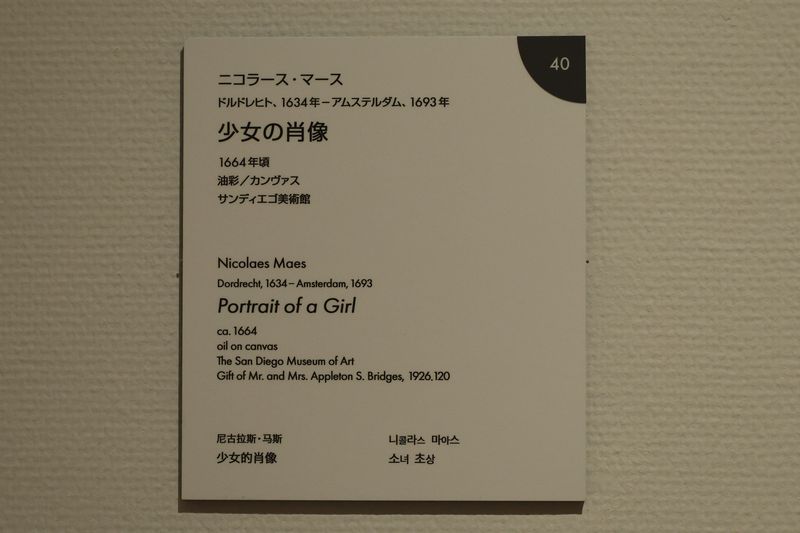 40
ニコラース・マース
ドルドレヒト、1634年－アムステルダム、1693年
少女の肖像
1664年頃
油彩／カンヴァス
サンディエゴ美術館
Nicolaes Maes
Dordrecht, 1634 – Amsterdam, 1693
Portrait of a Girl
ca. 1664
oil on canvas
The San Diego Museum of Art
Gift of Mr. and Mrs. Appleton S. Bridges, 1926.120
尼古拉斯・马斯
少女的肖像
니콜라스 마아스
소녀 초상